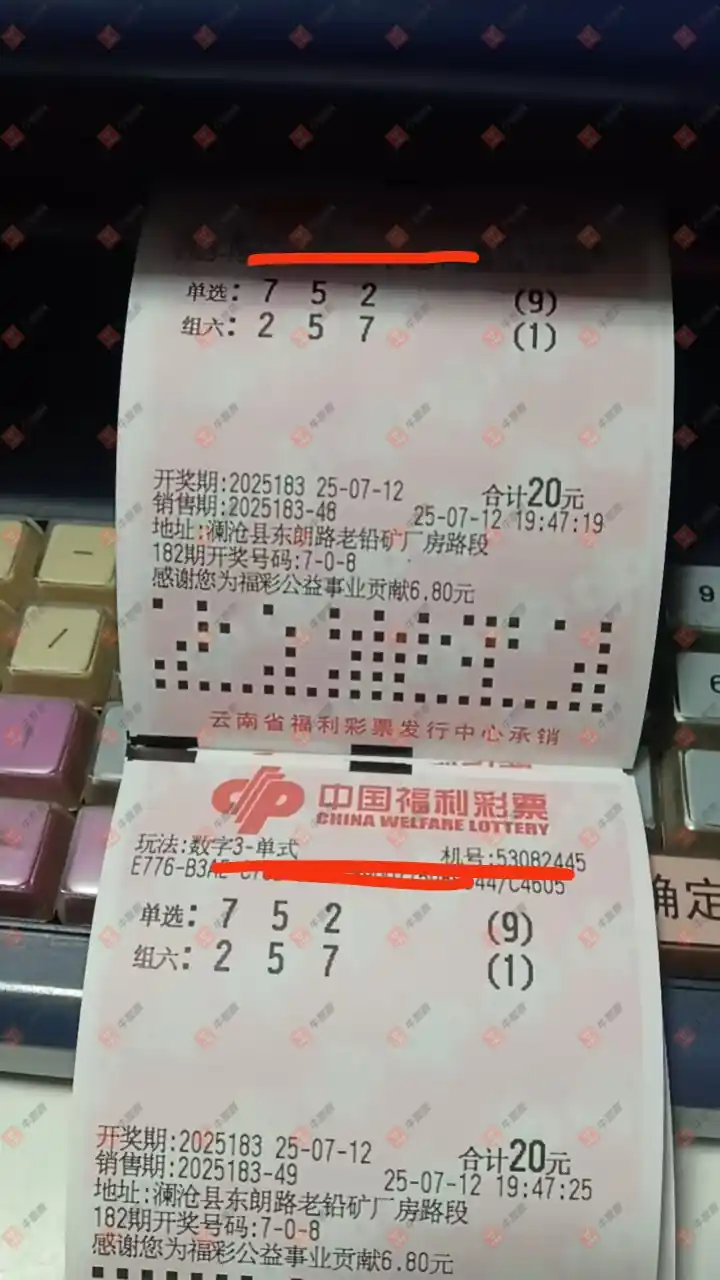 单选: 7 5 2 (9)
组六: 2 5 7 (1)
开奖期:2025183 25-07-12 合计20元
销售期:2025183-48 25-07-12 19:47:19
地址:澜沧县东朗路老铅矿厂房路段
182期开奖号码:7-0-8
感谢您为福彩公益事业贡献6.80元
云南省福利彩票发行中心承销
中国福利彩票
CHINA WELFARE LOTTERY
玩法:数字3-单式 机号:53082445
单选: 7 5 2 (9)
组六: 2 5 7 (1)
开奖期:2025183 25-07-12 合计20元
销售期:2025183-49 25-07-12 19:47:25
地址:澜沧县东朗路老铅矿厂房路段
182期开奖号码:7-0-8
感谢您为福彩公益事业贡献6.80元
9
6
确定